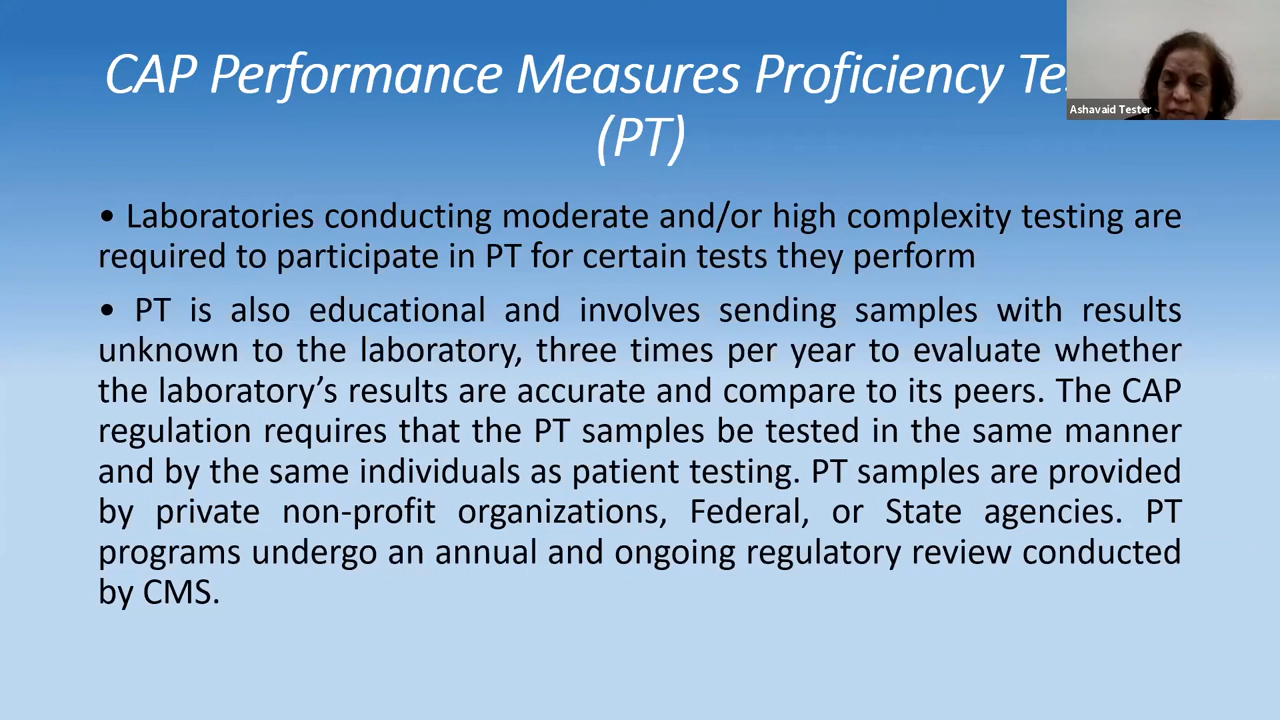 CAP Performance Measures Proficiency
(PT)
Ashavaid Tester
• Laboratories conducting moderate and/or high complexity testing are
required to participate in PT for certain tests they perform
• PT is also educational and involves sending samples with results
unknown to the laboratory, three times per year to evaluate whether
the laboratory’s results are accurate and compare to its peers. The CAP
regulation requires that the PT samples be tested in the same manner
and by the same individuals as patient testing. PT samples are provided
by private non-profit organizations, Federal, or State agencies. PT
programs undergo an annual and ongoing regulatory review conducted
by CMS.